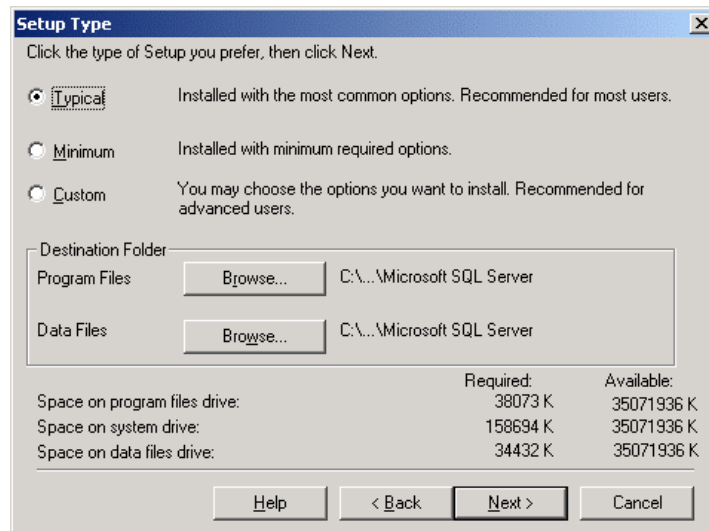 Setup Type
Click the type of Setup you prefer, then click Next.
Typical Installed with the most common options. Recommended for most users.
Minimum Installed with minimum required options.
Custom You may choose the options you want to install. Recommended for
advanced users.
Destination Folder
Program Files Browse... C:\...\Microsoft SQL Server
Data Files Browse... C:\...\Microsoft SQL Server
Required: Available:
Space on program files drive: 38073 K 35071936 K
Space on system drive: 158694 K 35071936 K
Space on data files drive: 34432 K 35071936 K
Help < Back Next > Cancel